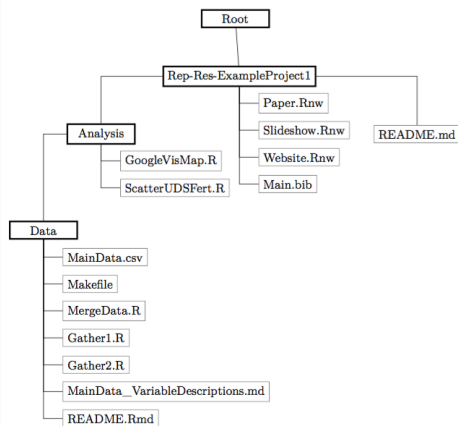 Root
Rep-Res-ExampleProject1
Paper.Rnw
Slideshow.Rnw
README.md
Analysis
Website.Rnw
GoogleVisMap.R
Main.bib
ScatterUDSFert.R
Data
MainData.csv
Makefile
MergeData.R
Gather1.R
Gather2.R
MainData_VariableDescriptions.md
README.Rmd